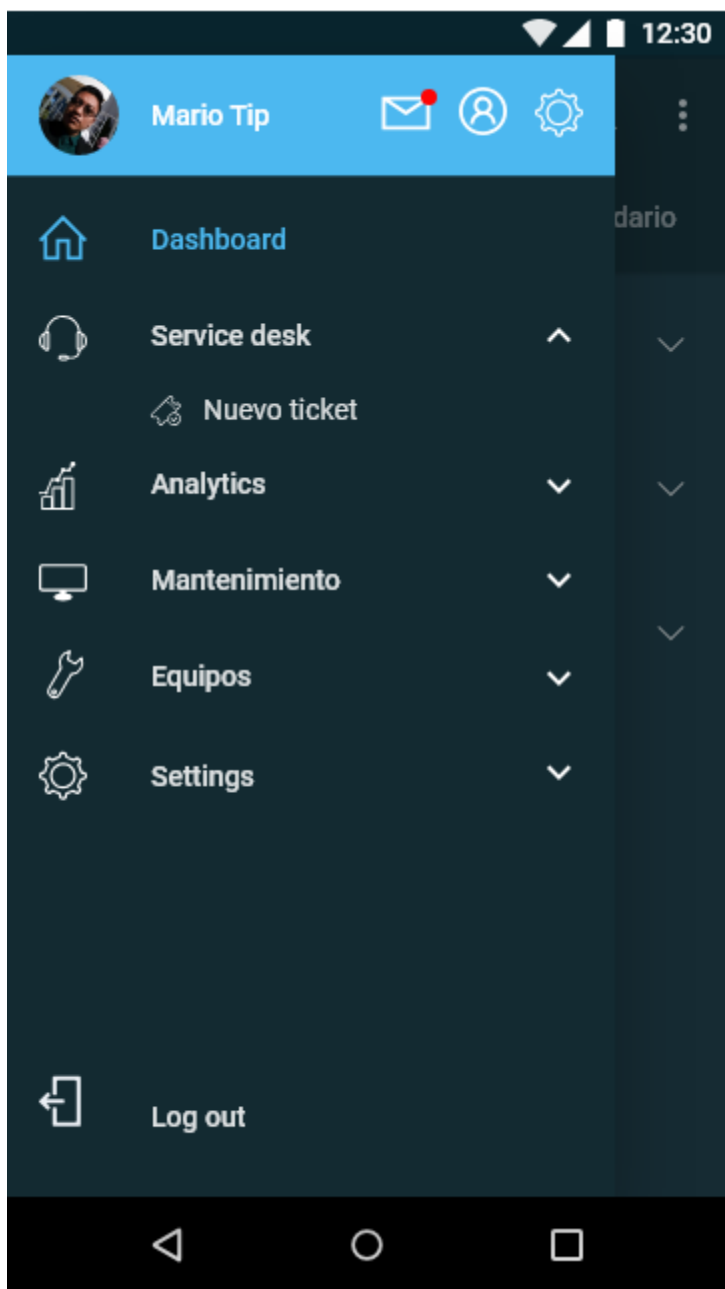 12:30
Mario Tip
dario
Dashboard
Service desk
Nuevo ticket
Analytics
Mantenimiento
Equipos
Settings
Log out